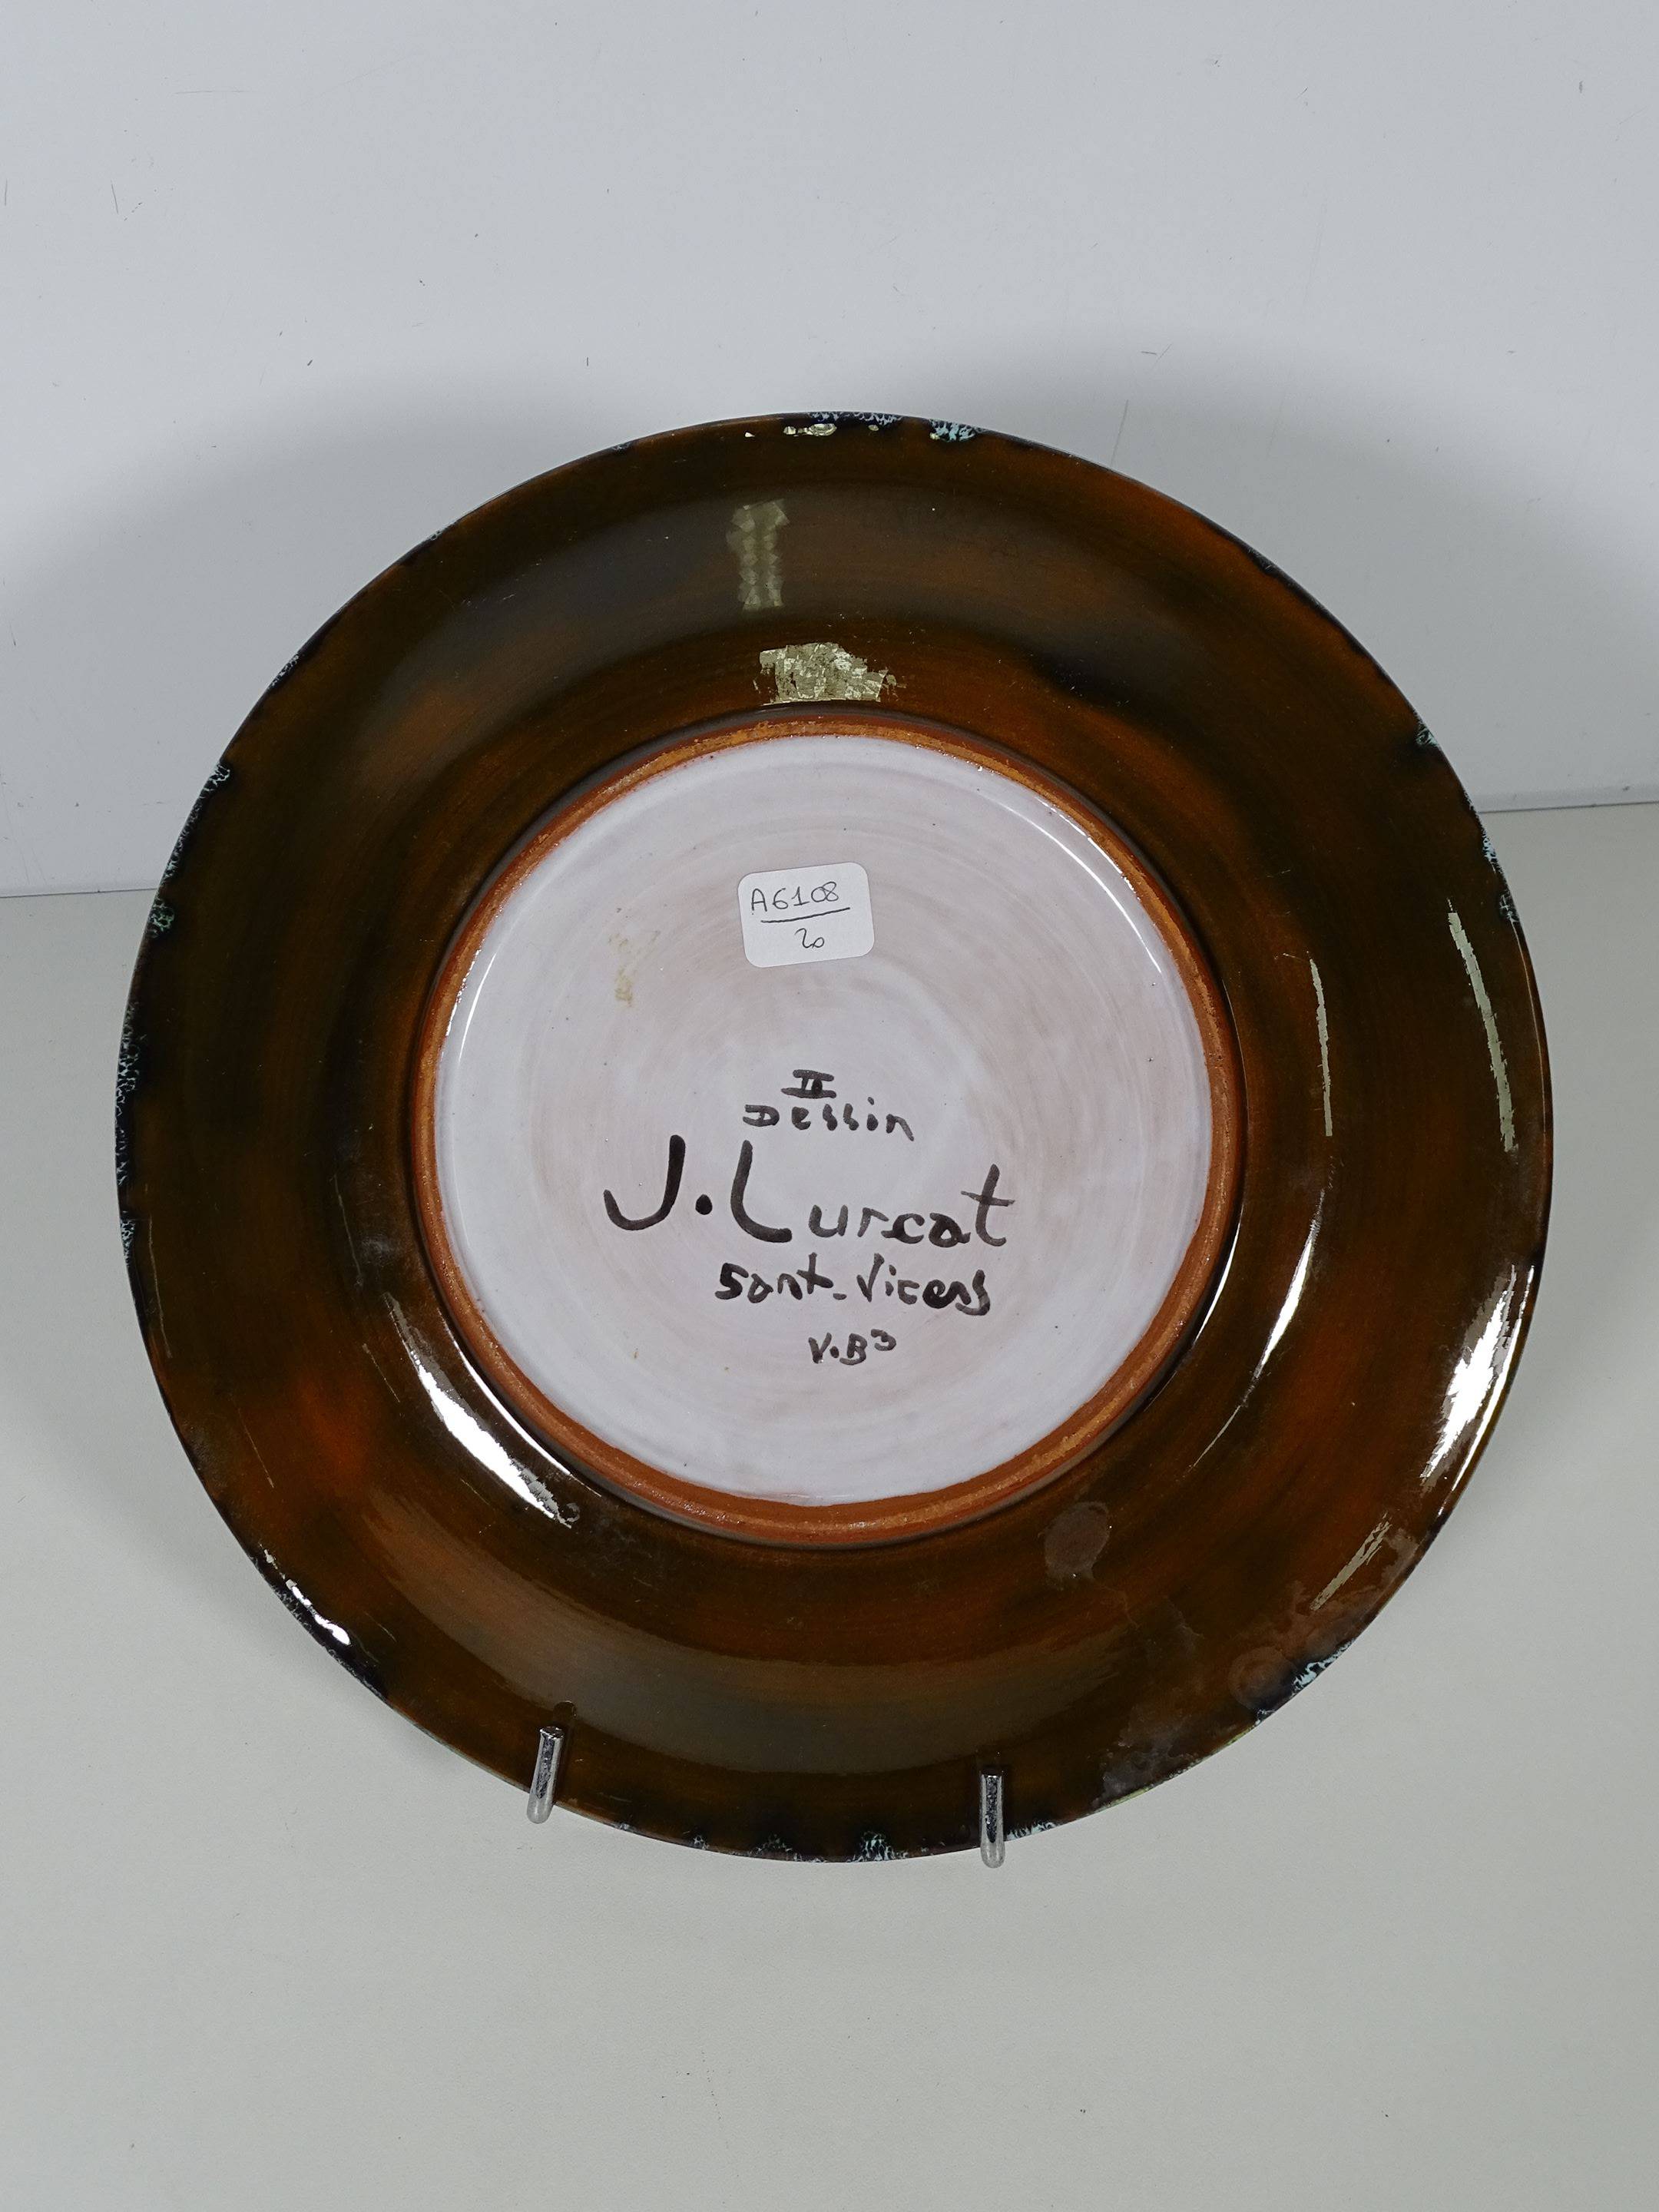 A6108
20
II
Dessin
J. Lurcat
Sant-Vicens
V.B3